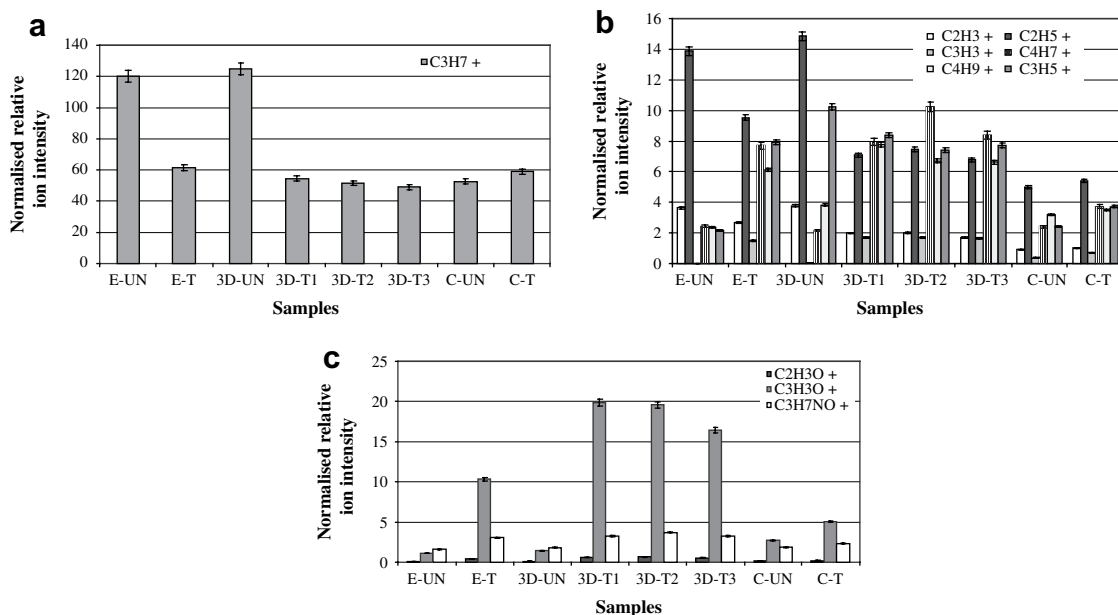 a
Normalised relative
ion intensity
140
120
100
80
60
40
20
0
C3H7 +
E-UN E-T 3D-UN 3D-T1 3D-T2 3D-T3 C-UN C-T
Samples
b
Normalised relative
ion intensity
16
14
12
10
8
6
4
2
0
C2H3 + C2H5 +
C3H3 + C4H7 +
C4H9 + C3H5 +
E-UN E-T 3D-UN 3D-T1 3D-T2 3D-T3 C-UN C-T
Samples
c
Normalised relative
ion intensity
25
20
15
10
5
0
C2H3O +
C3H3O +
C3H7NO +
E-UN E-T 3D-UN 3D-T1 3D-T2 3D-T3 C-UN C-T
Samples